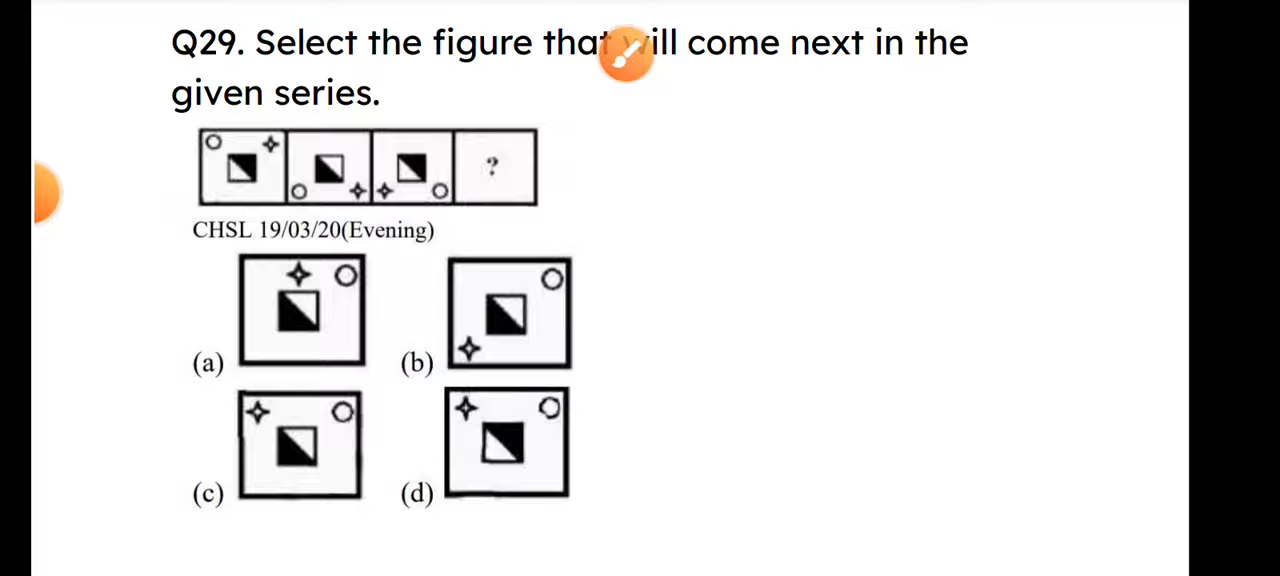 Q29. Select the figure that will come next in the
given series.
?
CHSL 19/03/20(Evening)
(a)
(b)
(c)
(d)